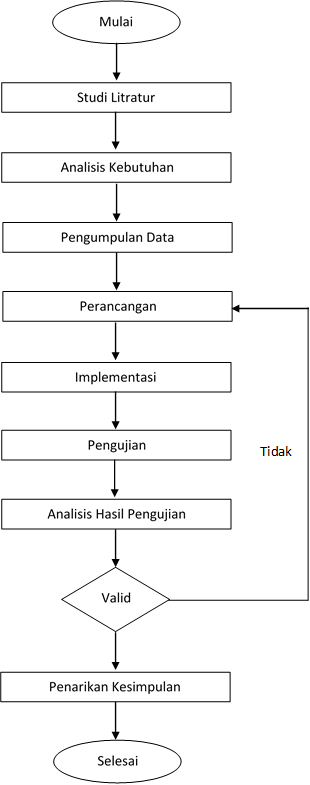 Mulai
Studi Litratur
Analisis Kebutuhan
Pengumpulan Data
Perancangan
Implementasi
Pengujian
Tidak
Analisis Hasil Pengujian
Valid
Penarikan Kesimpulan
Selesai